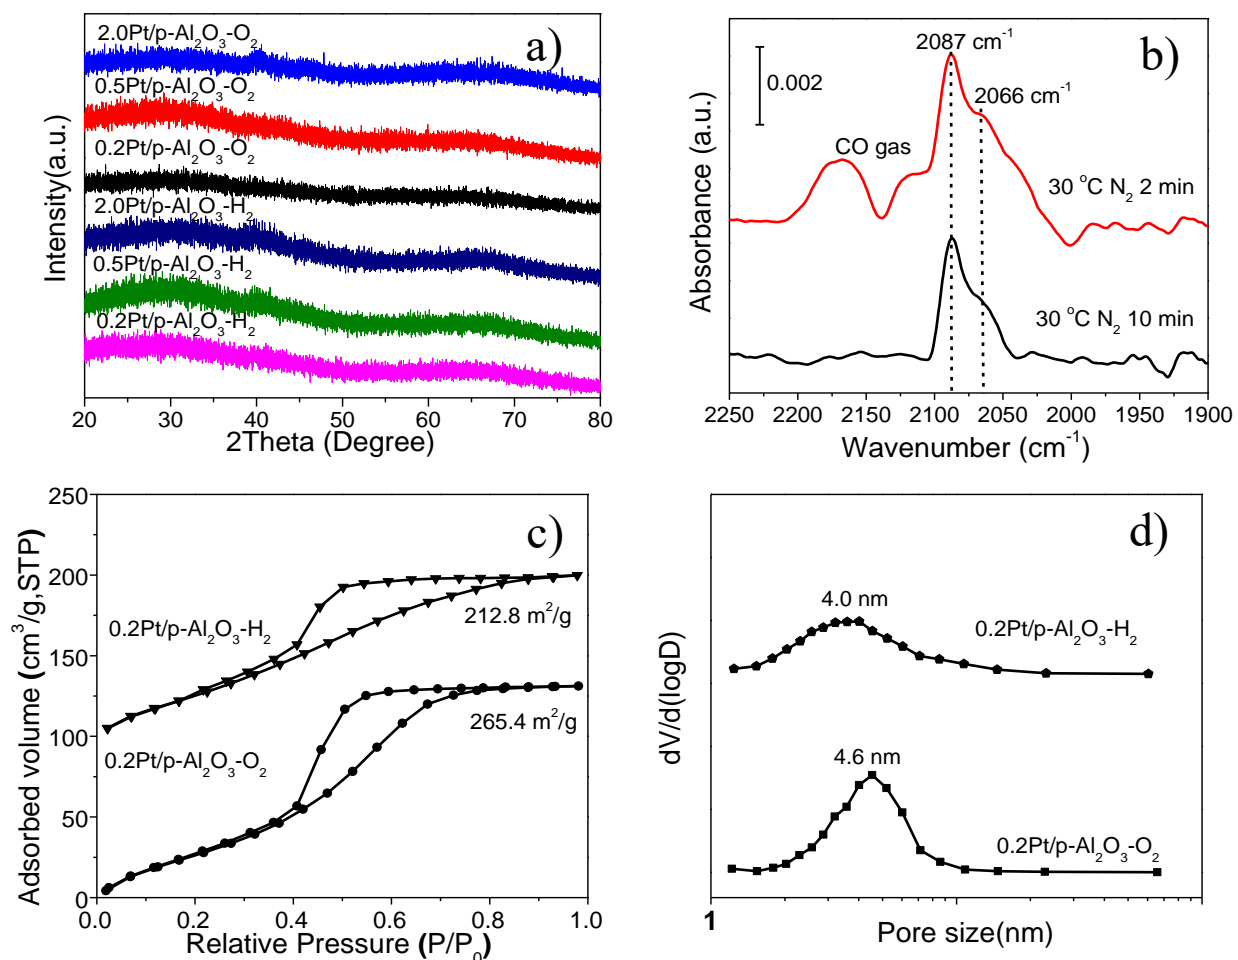 a)
2.0Pt/p-Al₂O₃-O₂
0.5Pt/p-Al₂O₃-O₂
0.2Pt/p-Al₂O₃-O₂
2.0Pt/p-Al₂O₃-H₂
0.5Pt/p-Al₂O₃-H₂
0.2Pt/p-Al₂O₃-H₂
Intensity(a.u.)
20 30 40 50 60 70 80
2Theta (Degree)
b)
2087 cm⁻¹
0.002
2066 cm⁻¹
CO gas
30 °C N₂ 2 min
30 °C N₂ 10 min
Absorbance (a.u.)
2250 2200 2150 2100 2050 2000 1950 1900
Wavenumber (cm⁻¹)
c)
250
200
150
100
50
0
0.2Pt/p-Al₂O₃-H₂
212.8 m²/g
265.4 m²/g
0.2Pt/p-Al₂O₃-O₂
Adsorbed volume (cm³/g,STP)
0.0 0.2 0.4 0.6 0.8 1.0
Relative Pressure (P/P₀)
d)
4.0 nm
0.2Pt/p-Al₂O₃-H₂
4.6 nm
0.2Pt/p-Al₂O₃-O₂
dV/d(logD)
1 10
Pore size(nm)